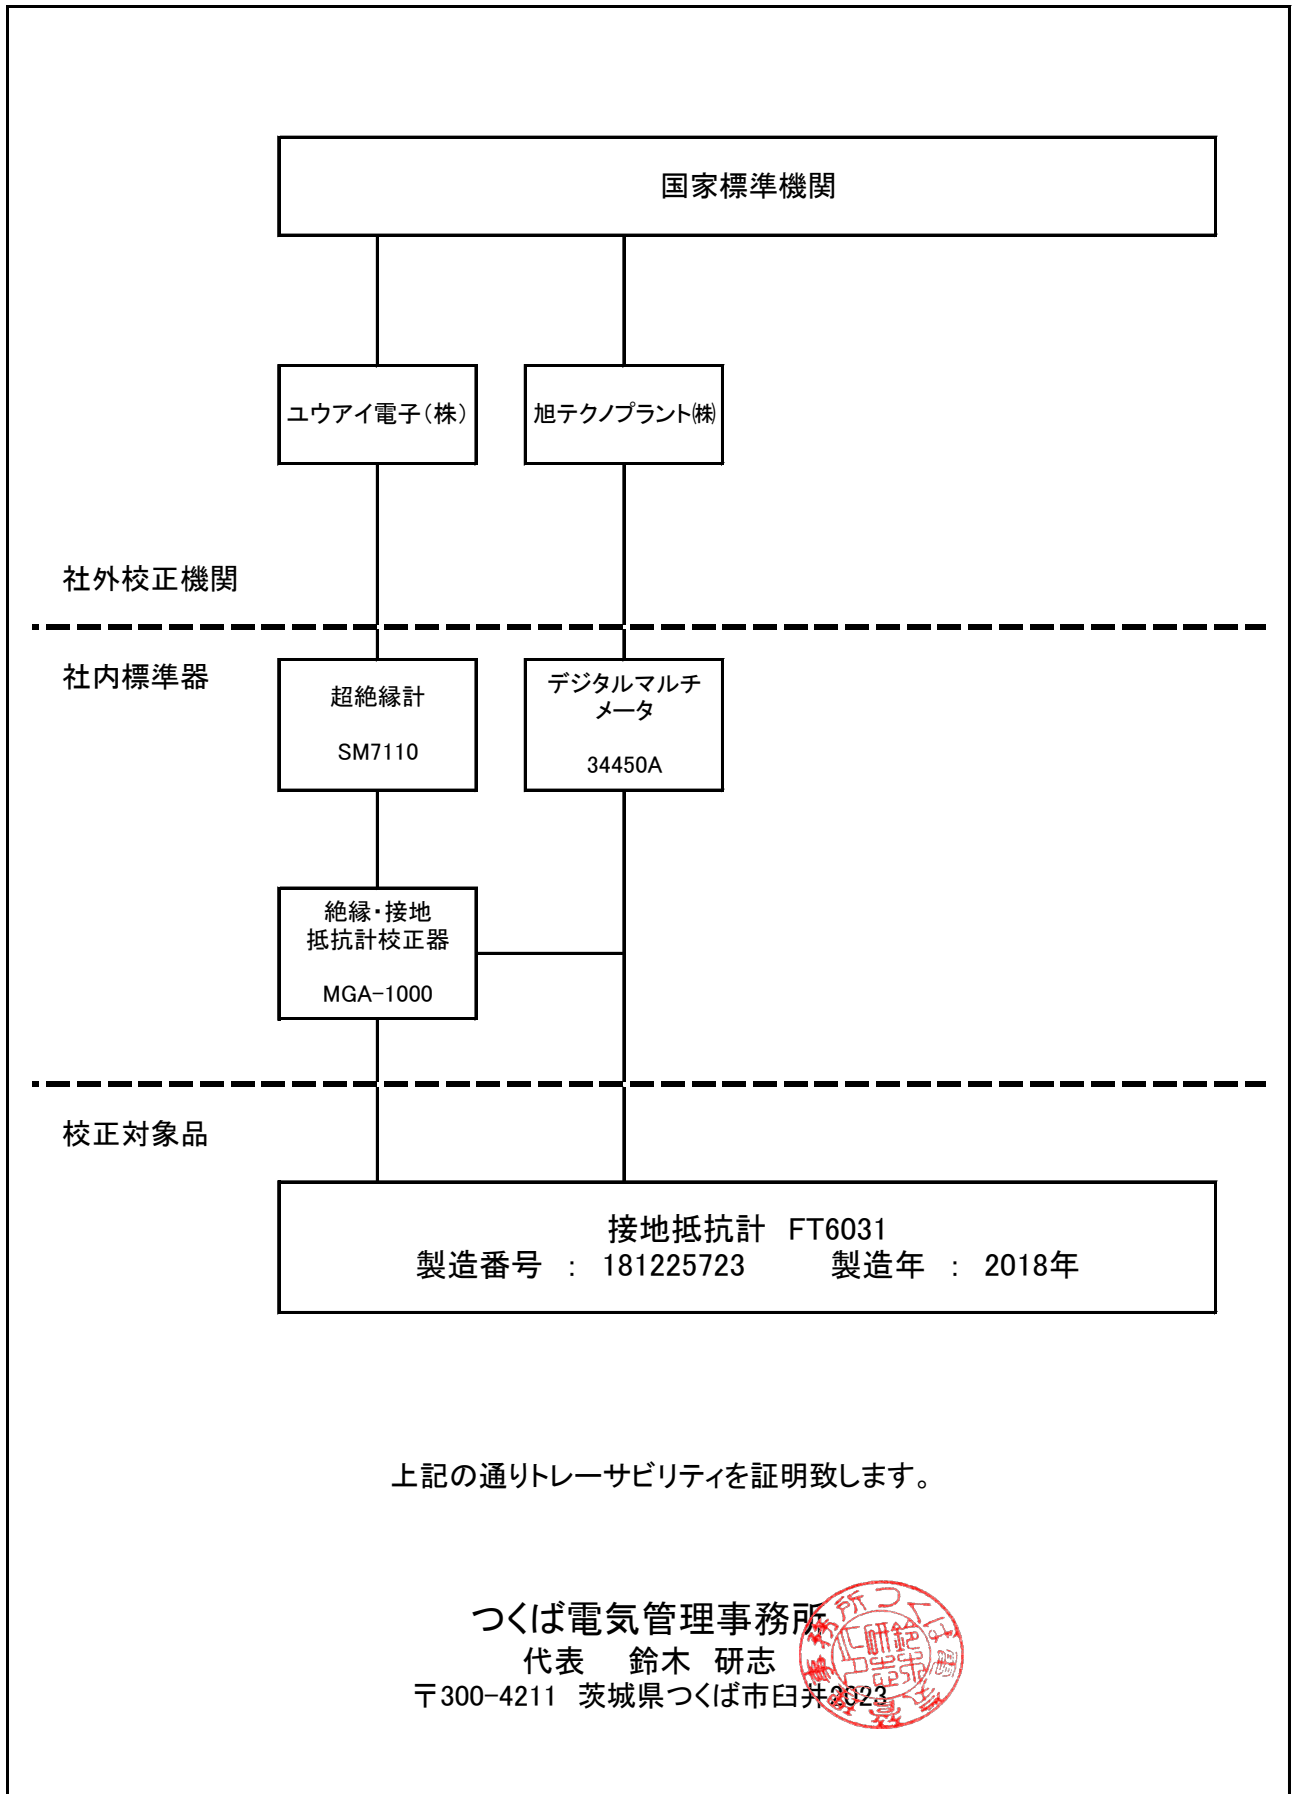 国家標準機関
ユウアイ電子(株)
旭テクノプラント㈱
社外校正機関
社内標準器
超絶縁計
SM7110
デジタルマルチ
メータ
34450A
絶縁・接地
抵抗計校正器
MGA-1000
校正対象品
接地抵抗計 FT6031
製造番号 : 181225723 製造年 : 2018年
上記の通りトレーサビリティを証明致します。
つくば電気管理事務所
代表 鈴木 研志
〒300-4211 茨城県つくば市臼井2023